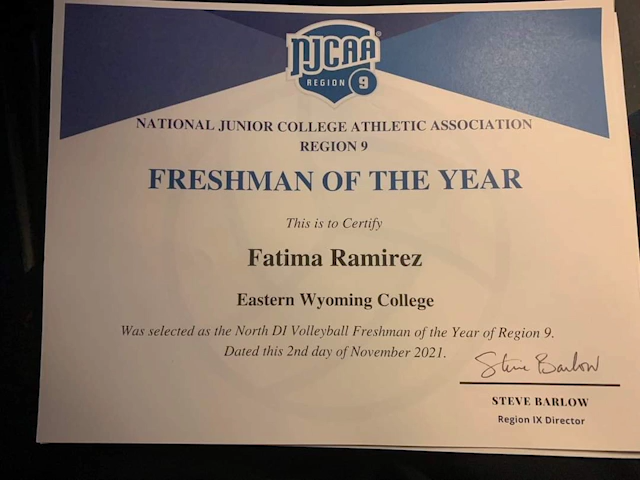 NJCAA
REGION 9
NATIONAL JUNIOR COLLEGE ATHLETIC ASSOCIATION
REGION 9
FRESHMAN OF THE YEAR
This is to Certify
Fatima Ramirez
Eastern Wyoming College
Was selected as the North DI Volleyball Freshman of the Year of Region 9.
Dated this 2nd day of November 2021.
Steve Barlow
STEVE BARLOW
Region IX Director